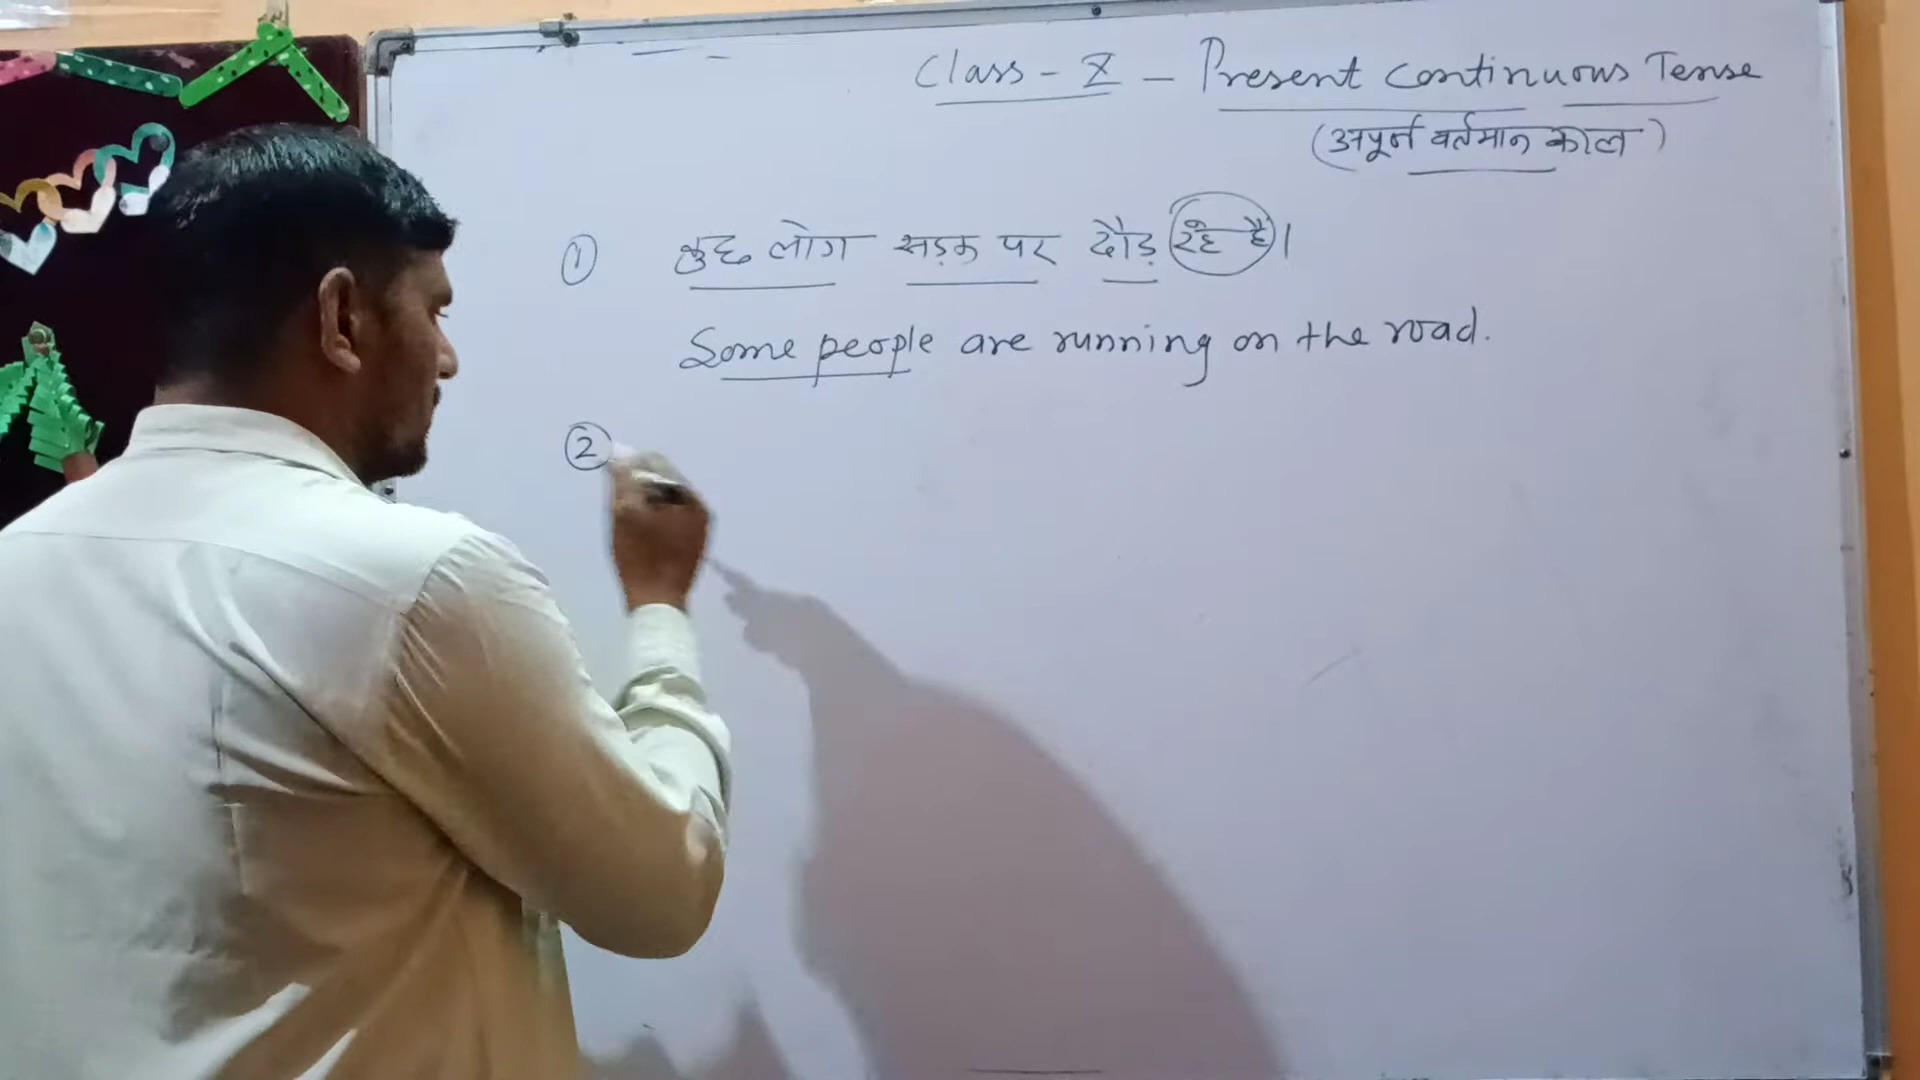 Class - X - Present Continuous Tense
(अपूर्न वर्तमान काल)
① कुछ लोग सड़क पर दौड़ रहे हैं।
Some people are running on the road.
②